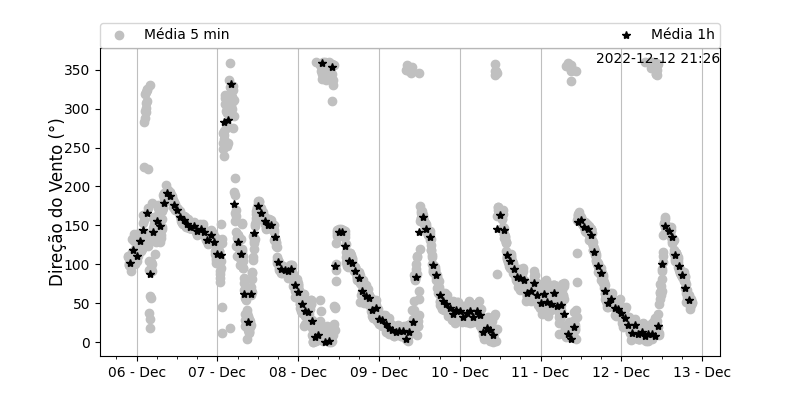 Média 5 min
Média 1h
2022-12-12 21:26
Direção do Vento (°)
350
300
250
200
150
100
50
0
06 - Dec
07 - Dec
08 - Dec
09 - Dec
10 - Dec
11 - Dec
12 - Dec
13 - Dec